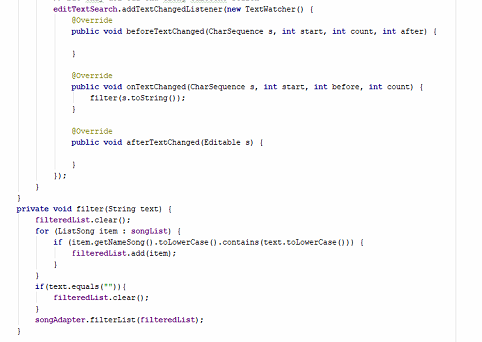 editTextSearch.addTextChangedListener(new TextWatcher() {
@Override
public void beforeTextChanged(CharSequence s, int start, int count, int after) {
}
@Override
public void onTextChanged(CharSequence s, int start, int before, int count) {
filter(s.toString());
}
@Override
public void afterTextChanged(Editable s) {
}
});
}
}
private void filter(String text) {
filteredList.clear();
for (ListSong item : songList) {
if (item.getNameSong().toLowerCase().contains(text.toLowerCase())) {
filteredList.add(item);
}
}
if(text.equals("")){
filteredList.clear();
}
songAdapter.filterList(filteredList);
}